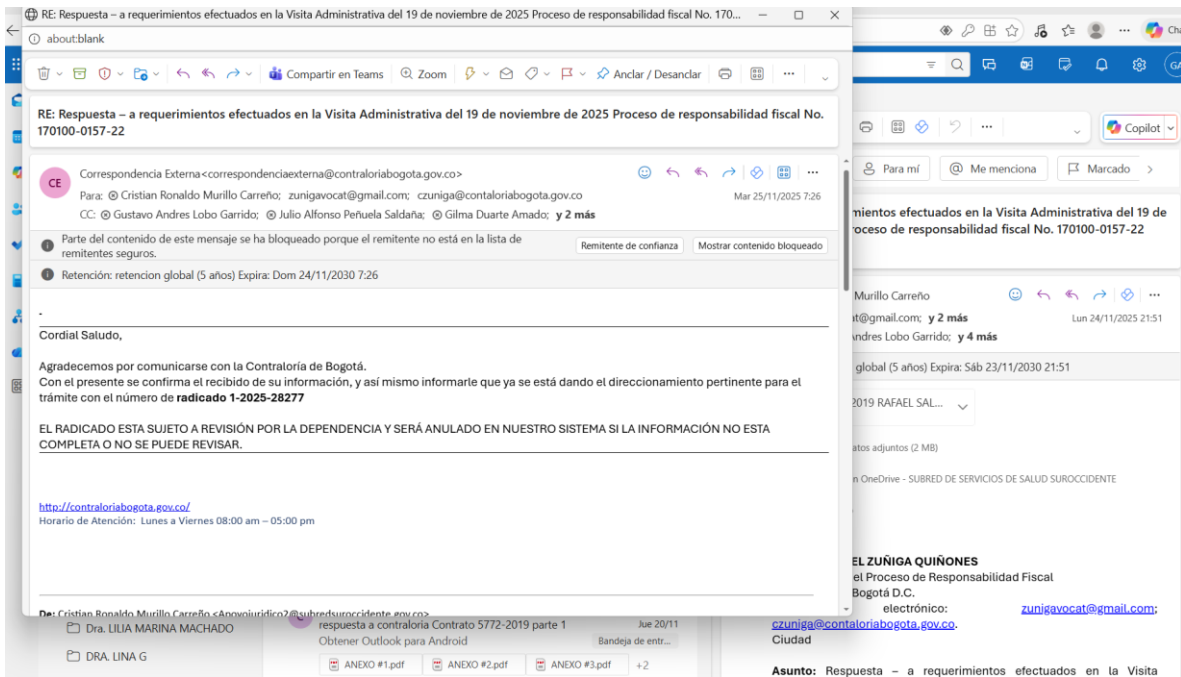 RE: Respuesta – a requerimientos efectuados en la Visita Administrativa del 19 de noviembre de 2025 Proceso de responsabilidad fiscal No. 170...
about:blank
Compartir en Teams
Zoom
Anclar / Desanclar
RE: Respuesta – a requerimientos efectuados en la Visita Administrativa del 19 de noviembre de 2025 Proceso de responsabilidad fiscal No.
170100-0157-22
CE
Correspondencia Externa<correspondenciaexterna@contraloriabogota.gov.co>
Para: Cristian Ronaldo Murillo Carreño; zunigavocat@gmail.com; czuniga@contaloriabogota.gov.co
Mar 25/11/2025 7:26
CC: Gustavo Andres Lobo Garrido; Julio Alfonso Peñuela Saldaña; Gilma Duarte Amado; y 2 más
Parte del contenido de este mensaje se ha bloqueado porque el remitente no está en la lista de
remitentes seguros.
Remitente de confianza
Mostrar contenido bloqueado
Retención: retencion global (5 años) Expira: Dom 24/11/2030 7:26
.
Cordial Saludo,
Agradecemos por comunicarse con la Contraloría de Bogotá.
Con el presente se confirma el recibido de su información, y así mismo informarle que ya se está dando el direccionamiento pertinente para el
trámite con el número de radicado 1-2025-28277
EL RADICADO ESTA SUJETO A REVISIÓN POR LA DEPENDENCIA Y SERÁ ANULADO EN NUESTRO SISTEMA SI LA INFORMACIÓN NO ESTA
COMPLETA O NO SE PUEDE REVISAR.
http://contraloriabogota.gov.co/
Horario de Atención: Lunes a Viernes 08:00 am – 05:00 pm
De: Cristian Ronaldo Murillo Carreño <Apoyojuridico2@subredsuroccidente.gov.co>
Dra. LILIA MARINA MACHADO
DRA. LINA G
respuesta a contraloria Contrato 5772-2019 parte 1
Jue 20/11
Obtener Outlook para Android
Bandeja de entr...
ANEXO #1.pdf
ANEXO #2.pdf
ANEXO #3.pdf
+2
Copilot
Para mí
Me menciona
Marcado
mientos efectuados en la Visita Administrativa del 19 de
roceso de responsabilidad fiscal No. 170100-0157-22
Murillo Carreño
t@gmail.com; y 2 más
Lun 24/11/2025 21:51
ndres Lobo Garrido; y 4 más
global (5 años) Expira: Sáb 23/11/2030 21:51
2019 RAFAEL SAL...
atos adjuntos (2 MB)
n OneDrive - SUBRED DE SERVICIOS DE SALUD SUROCCIDENTE
EL ZUÑIGA QUIÑONES
el Proceso de Responsabilidad Fiscal
Bogotá D.C.
electrónico: zunigavocat@gmail.com;
czuniga@contaloriabogota.gov.co.
Ciudad
Asunto: Respuesta – a requerimientos efectuados en la Visita